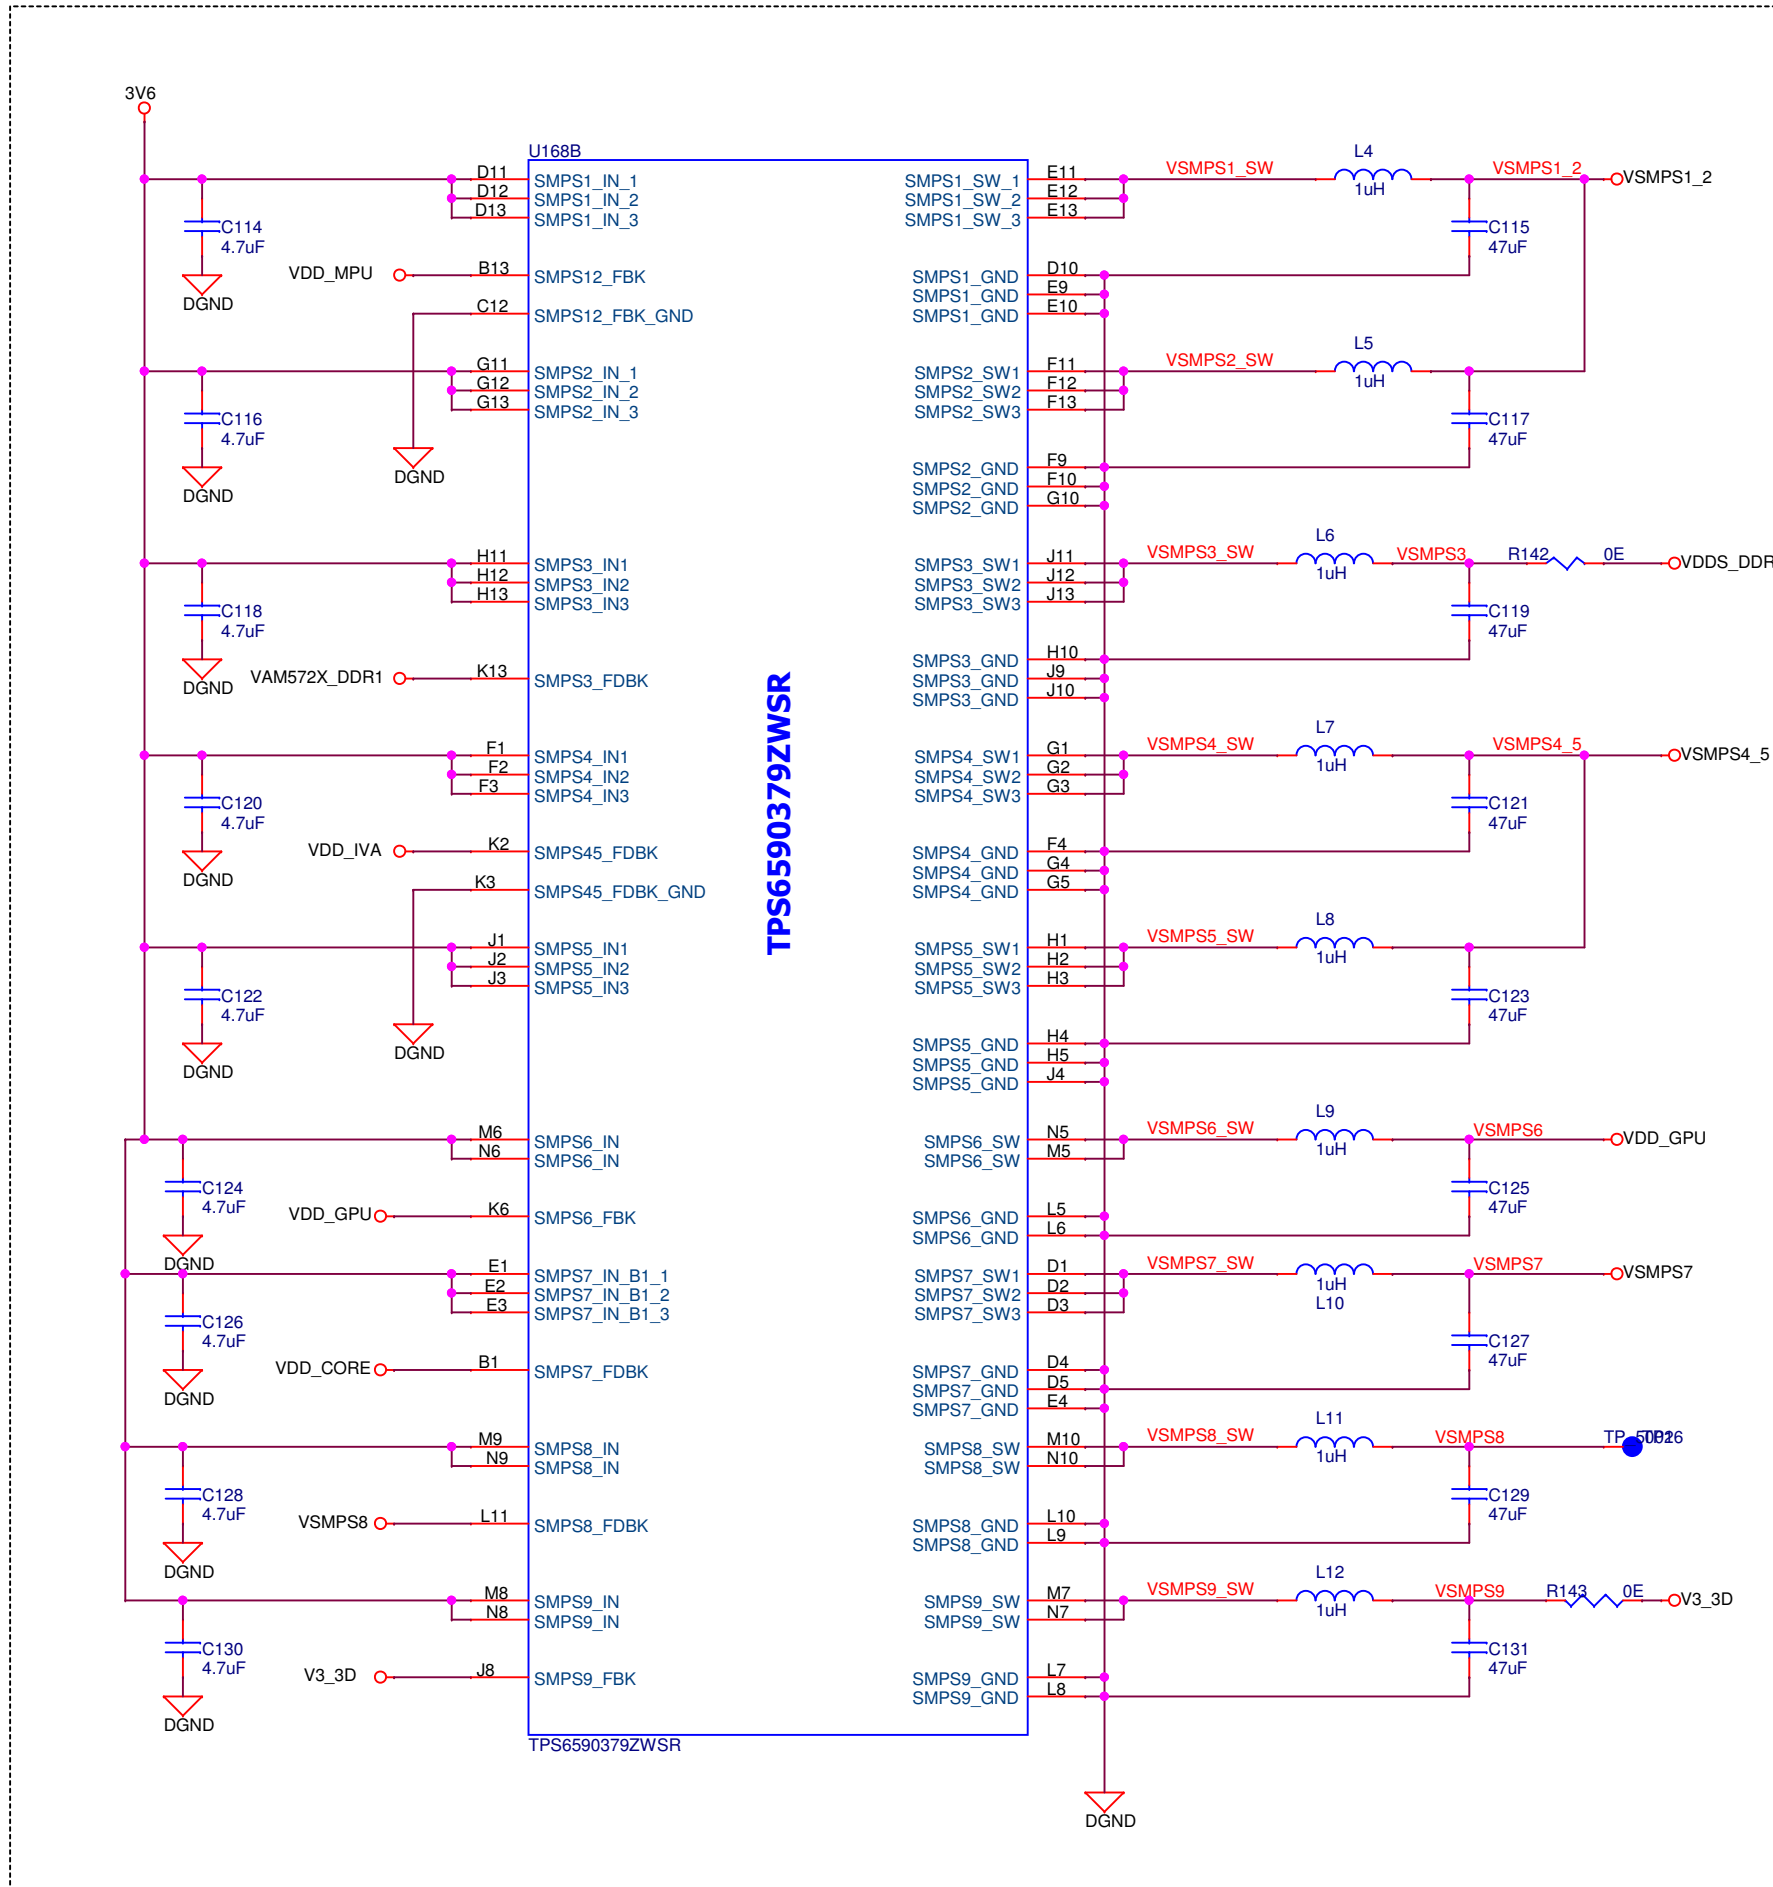 3V6
U168B
D11 SMPS1_IN_1 SMPS1_SW_1 E11 VSMPS1_SW L4 1uH VSMPS1_2 VSMPS1_2
D12 SMPS1_IN_2 SMPS1_SW_2 E12
D13 SMPS1_IN_3 SMPS1_SW_3 E13
C114 4.7uF DGND
C115 47uF
VDD_MPU B13 SMPS12_FBK SMPS1_GND D10
SMPS1_GND E9
C12 SMPS12_FBK_GND SMPS1_GND E10
G11 SMPS2_IN_1 SMPS2_SW1 F11 VSMPS2_SW L5 1uH
G12 SMPS2_IN_2 SMPS2_SW2 F12
G13 SMPS2_IN_3 SMPS2_SW3 F13
C116 4.7uF DGND
C117 47uF
DGND
SMPS2_GND F9
SMPS2_GND F10
SMPS2_GND G10
H11 SMPS3_IN1 SMPS3_SW1 J11 VSMPS3_SW L6 1uH VSMPS3 R142 0E VDDS_DDR
H12 SMPS3_IN2 SMPS3_SW2 J12
H13 SMPS3_IN3 SMPS3_SW3 J13
C118 4.7uF DGND
C119 47uF
SMPS3_GND H10
VAM572X_DDR1 K13 SMPS3_FDBK SMPS3_GND J9
SMPS3_GND J10
TPS6590379ZWSR
F1 SMPS4_IN1 SMPS4_SW1 G1 VSMPS4_SW L7 1uH VSMPS4_5 VSMPS4_5
F2 SMPS4_IN2 SMPS4_SW2 G2
F3 SMPS4_IN3 SMPS4_SW3 G3
C120 4.7uF DGND
C121 47uF
VDD_IVA K2 SMPS45_FDBK SMPS4_GND F4
SMPS4_GND G4
K3 SMPS45_FDBK_GND SMPS4_GND G5
J1 SMPS5_IN1 SMPS5_SW1 H1 VSMPS5_SW L8 1uH
J2 SMPS5_IN2 SMPS5_SW2 H2
J3 SMPS5_IN3 SMPS5_SW3 H3
C122 4.7uF DGND
C123 47uF
DGND
SMPS5_GND H4
SMPS5_GND H5
SMPS5_GND J4
M6 SMPS6_IN SMPS6_SW N5 VSMPS6_SW L9 1uH VSMPS6 VDD_GPU
N6 SMPS6_IN SMPS6_SW M5
C124 4.7uF DGND
C125 47uF
VDD_GPU K6 SMPS6_FBK SMPS6_GND L5
SMPS6_GND L6
E1 SMPS7_IN_B1_1 SMPS7_SW1 D1 VSMPS7_SW 1uH L10 VSMPS7 VSMPS7
E2 SMPS7_IN_B1_2 SMPS7_SW2 D2
E3 SMPS7_IN_B1_3 SMPS7_SW3 D3
C126 4.7uF DGND
C127 47uF
VDD_CORE B1 SMPS7_FDBK SMPS7_GND D4
SMPS7_GND D5
SMPS7_GND E4
M9 SMPS8_IN SMPS8_SW M10 VSMPS8_SW L11 1uH VSMPS8
N9 SMPS8_IN SMPS8_SW N10
C128 4.7uF DGND
C129 47uF
VSMPS8 L11 SMPS8_FDBK SMPS8_GND L10
SMPS8_GND L9
M8 SMPS9_IN SMPS9_SW M7 VSMPS9_SW L12 1uH VSMPS9 R143 0E V3_3D
N8 SMPS9_IN SMPS9_SW N7
C130 4.7uF DGND
C131 47uF
V3_3D J8 SMPS9_FBK SMPS9_GND L7
SMPS9_GND L8
TPS6590379ZWSR
DGND